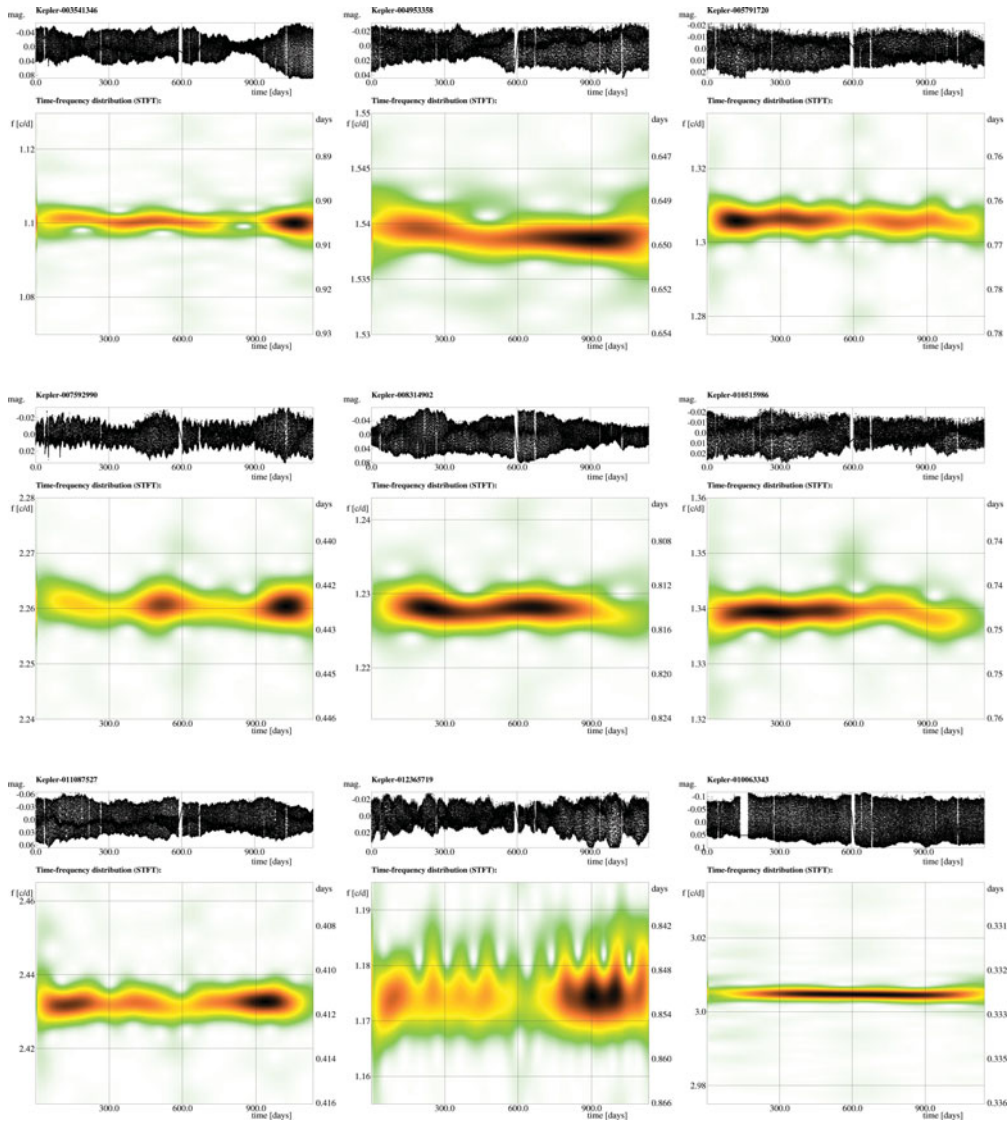 Kepler-003541346
mag.
-0.04
0.0
0.04
0.08
0.0 300.0 600.0 900.0
time [days]
Time-frequency distribution (STFT):
f [c/d] days
1.12
1.1
1.08
0.89
0.90
0.91
0.92
0.93
300.0 600.0 900.0
time [days]
Kepler-004953358
mag.
-0.02
0.0
0.02
0.04
0.0 300.0 600.0 900.0
time [days]
Time-frequency distribution (STFT):
1.55
f [c/d] days
1.545
1.54
1.535
1.53
0.647
0.649
0.650
0.652
0.654
300.0 600.0 900.0
time [days]
Kepler-005791720
mag.
-0.02
-0.01
0.0
0.01
0.02
0.0 300.0 600.0 900.0
time [days]
Time-frequency distribution (STFT):
f [c/d] days
1.32
1.3
1.28
0.76
0.76
0.77
0.78
0.78
300.0 600.0 900.0
time [days]
Kepler-007592990
mag.
-0.02
0.0
0.02
0.0 300.0 600.0 900.0
time [days]
Time-frequency distribution (STFT):
2.28
f [c/d] days
2.27
2.26
2.25
2.24
0.440
0.442
0.443
0.445
0.446
300.0 600.0 900.0
time [days]
Kepler-008314902
mag.
-0.04
0.0
0.04
0.08
0.0 300.0 600.0 900.0
time [days]
Time-frequency distribution (STFT):
f [c/d] days
1.24
1.23
1.22
0.808
0.812
0.816
0.820
0.824
300.0 600.0 900.0
time [days]
Kepler-010515986
mag.
-0.02
-0.01
0.0
0.01
0.02
0.0 300.0 600.0 900.0
time [days]
Time-frequency distribution (STFT):
1.36
f [c/d] days
1.35
1.34
1.33
1.32
0.74
0.74
0.75
0.75
0.76
300.0 600.0 900.0
time [days]
Kepler-011087527
mag.
-0.06
-0.03
0.0
0.03
0.06
0.0 300.0 600.0 900.0
time [days]
Time-frequency distribution (STFT):
f [c/d] days
2.46
2.44
2.42
0.408
0.410
0.412
0.414
0.416
300.0 600.0 900.0
time [days]
Kepler-012365719
mag.
-0.02
0.0
0.02
0.0 300.0 600.0 900.0
time [days]
Time-frequency distribution (STFT):
f [c/d] days
1.19
1.18
1.17
1.16
0.842
0.848
0.852
0.860
0.866
300.0 600.0 900.0
time [days]
Kepler-010063343
mag.
-0.1
-0.05
0.0
0.05
0.1
0.0 300.0 600.0 900.0
time [days]
Time-frequency distribution (STFT):
f [c/d] days
3.02
3.0
2.98
0.331
0.332
0.333
0.335
0.336
300.0 600.0 900.0
time [days]